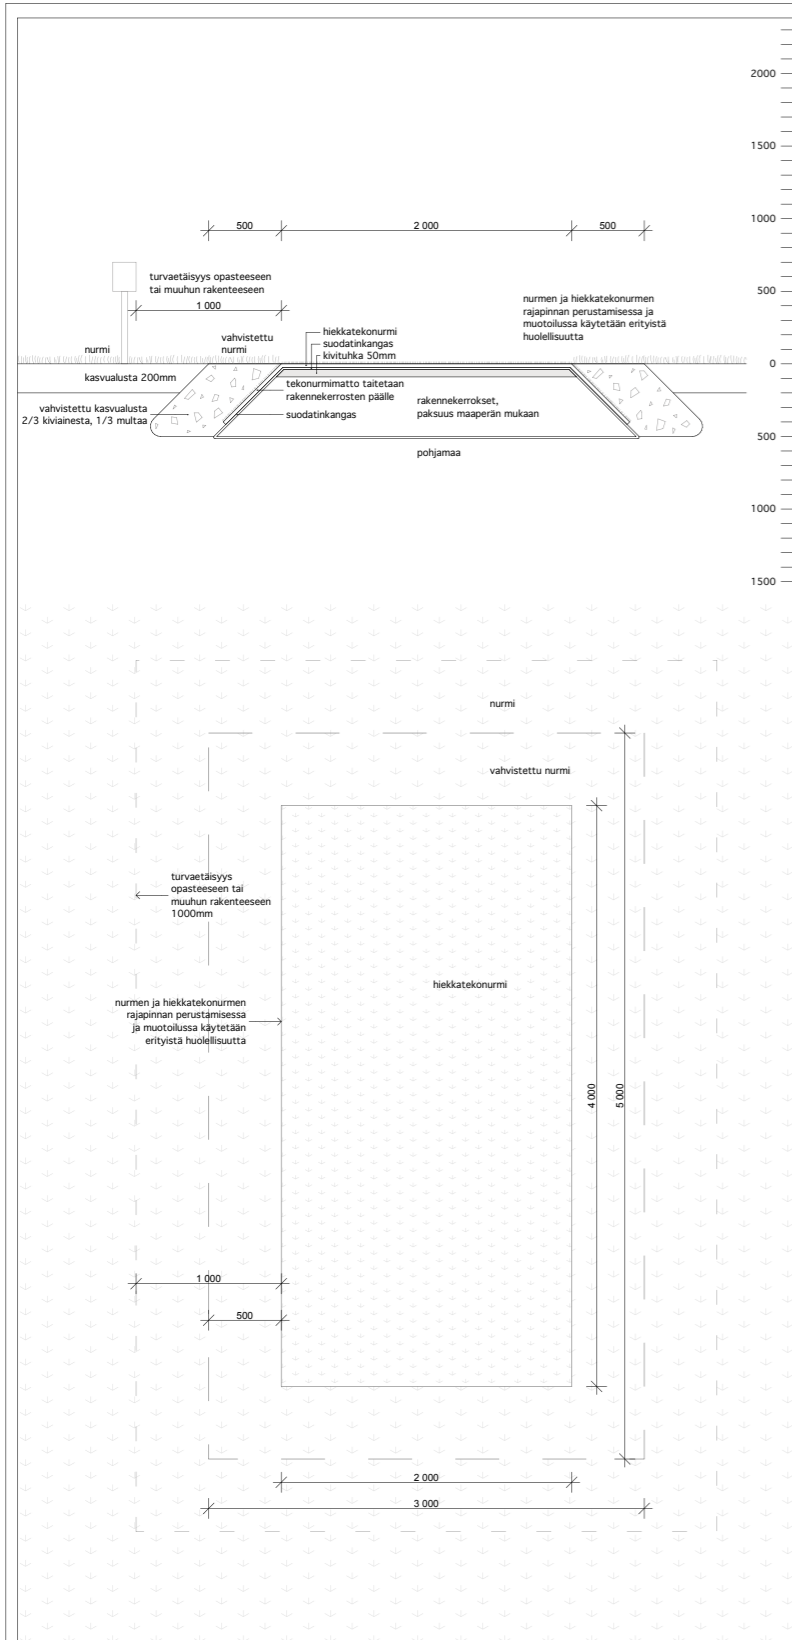 2000
1500
1000
500
0
500
1000
1500
500
2 000
500
turvaetäisyys opasteeseen
tai muuhun rakenteeseen
1 000
nurmi
vahvistettu
nurmi
hiekkatekonurmi
suodatinkangas
kivituhka 50mm
nurmen ja hiekkatekonurmen
rajapinnan perustamisessa ja
muotoilussa käytetään erityistä
huolellisuutta
kasvualusta 200mm
tekonurmimatto taitetaan
rakennekerrosten päälle
vahvistettu kasvualusta
2/3 kiviainesta, 1/3 multaa
suodatinkangas
rakennekerrokset,
paksuus maaperän mukaan
pohjamaa
nurmi
vahvistettu nurmi
turvaetäisyys
opasteeseen tai
muuhun rakenteeseen
1000mm
hiekkatekonurmi
nurmen ja hiekkatekonurmen
rajapinnan perustamisessa
ja muotoilussa käytetään
erityistä huolellisuutta
4 000
5 000
1 000
500
2 000
3 000